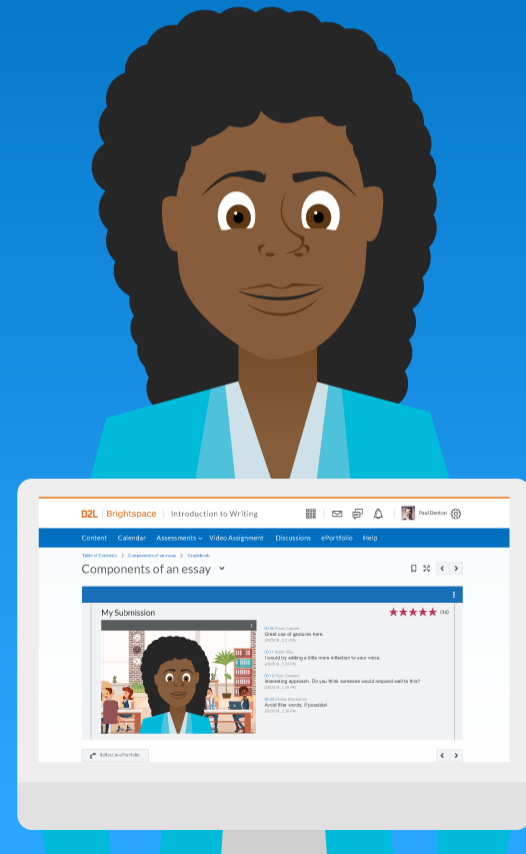 D2L Brightspace Introduction to Writing Paul Denton
Content Calendar Assessments Video Assignment Discussions ePortfolio Help
Table of Contents Components of an essay
Components of an essay
My Submission
Great use of gestures here.
I would try adding a little more inflection to your voice.
Interesting approach. Do you think someone would respond well to this?
Avoid filler words, if possible!
Reflect in ePortfolio